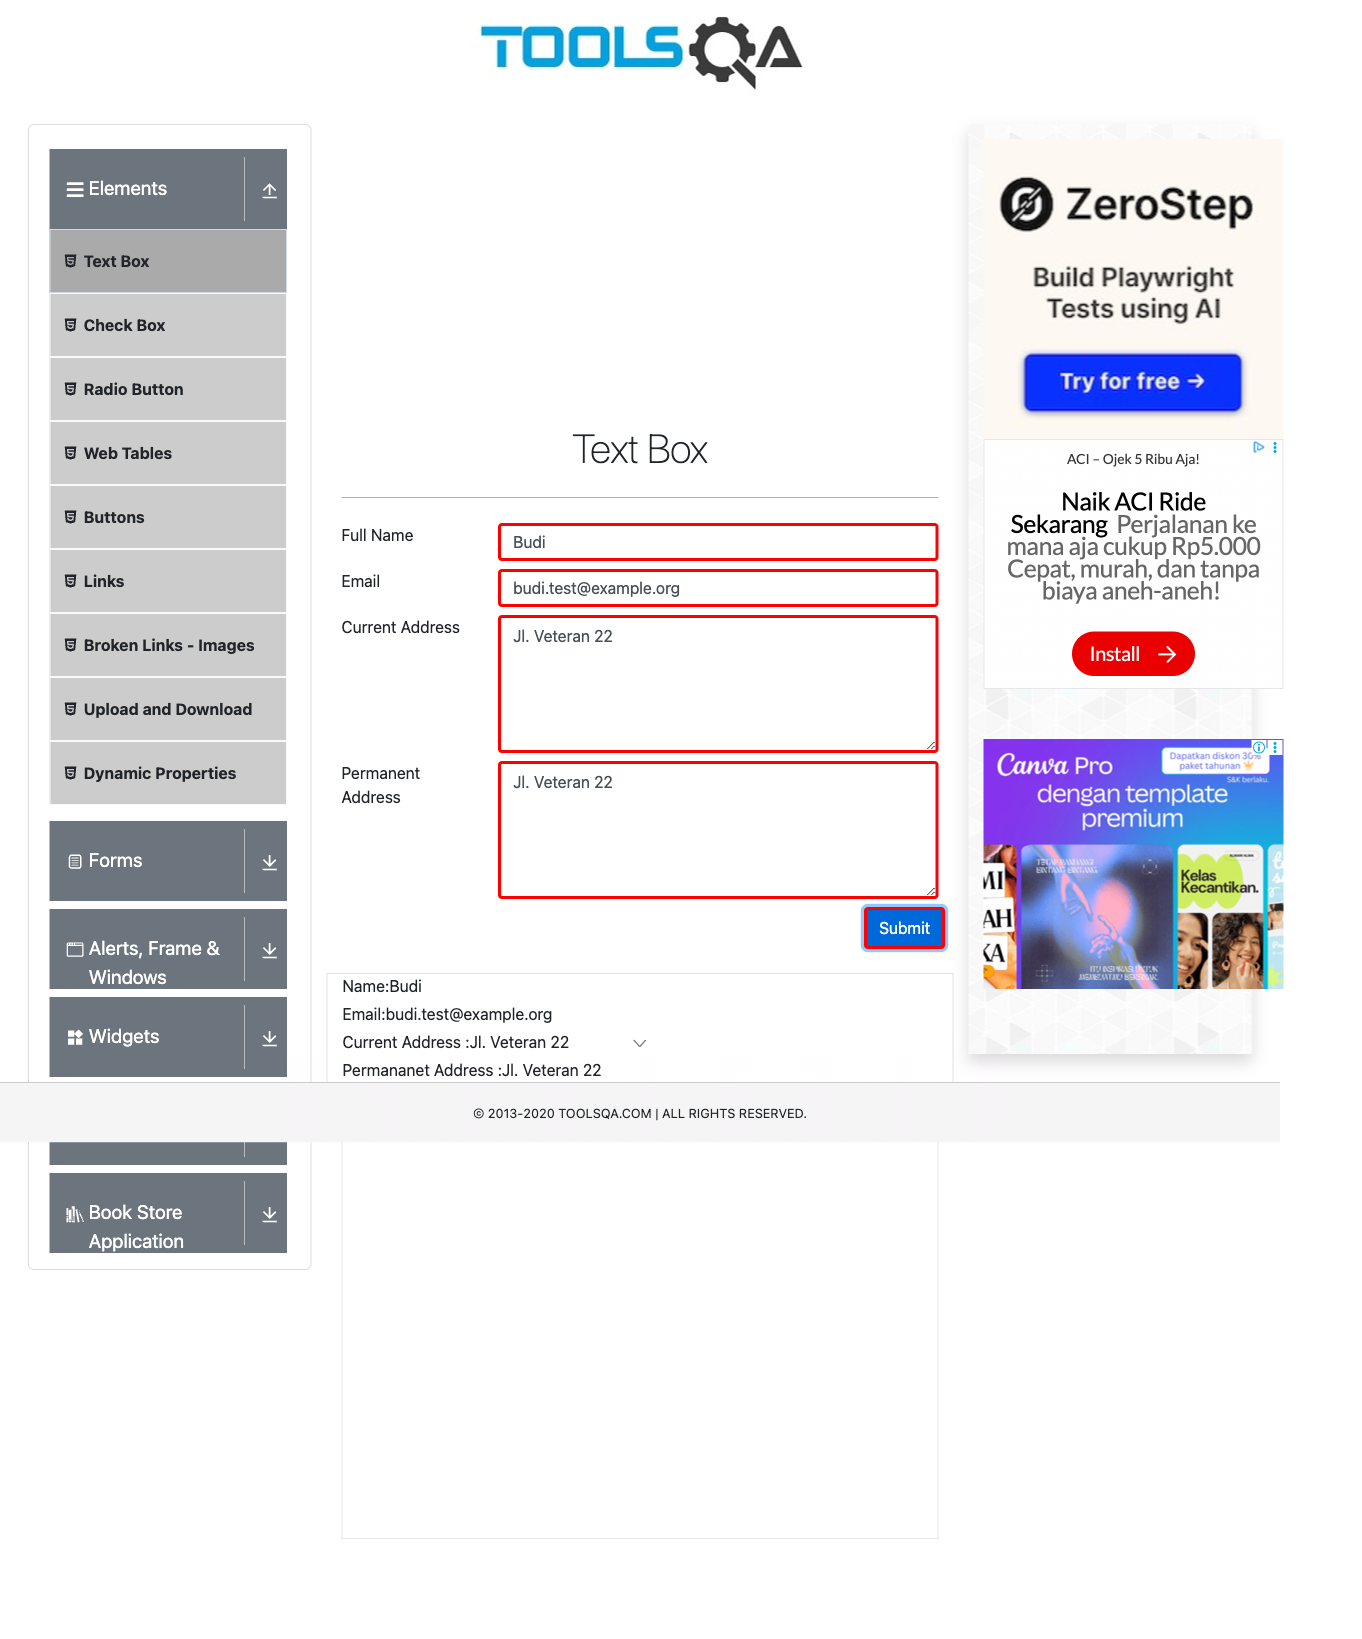 TOOLSQA
Elements
Text Box
Check Box
Radio Button
Web Tables
Buttons
Links
Broken Links - Images
Upload and Download
Dynamic Properties
Forms
Alerts, Frame &
Windows
Widgets
Book Store
Application
Text Box
Full Name
Budi
Email
budi.test@example.org
Current Address
Jl. Veteran 22
Permanent
Address
Jl. Veteran 22
Submit
Name:Budi
Email:budi.test@example.org
Current Address :Jl. Veteran 22
Permananet Address :Jl. Veteran 22
ZeroStep
Build Playwright
Tests using AI
Try for free →
ACI – Ojek 5 Ribu Aja!
Naik ACI Ride
Sekarang Perjalanan ke
mana aja cukup Rp5.000
Cepat, murah, dan tanpa
biaya aneh-aneh!
Install →
Canva Pro
Dapatkan diskon 30%
paket tahunan
S&K berlaku.
dengan template
premium
MI
AH
KA
Kelas
Kecantikan.
© 2013-2020 TOOLSQA.COM | ALL RIGHTS RESERVED.